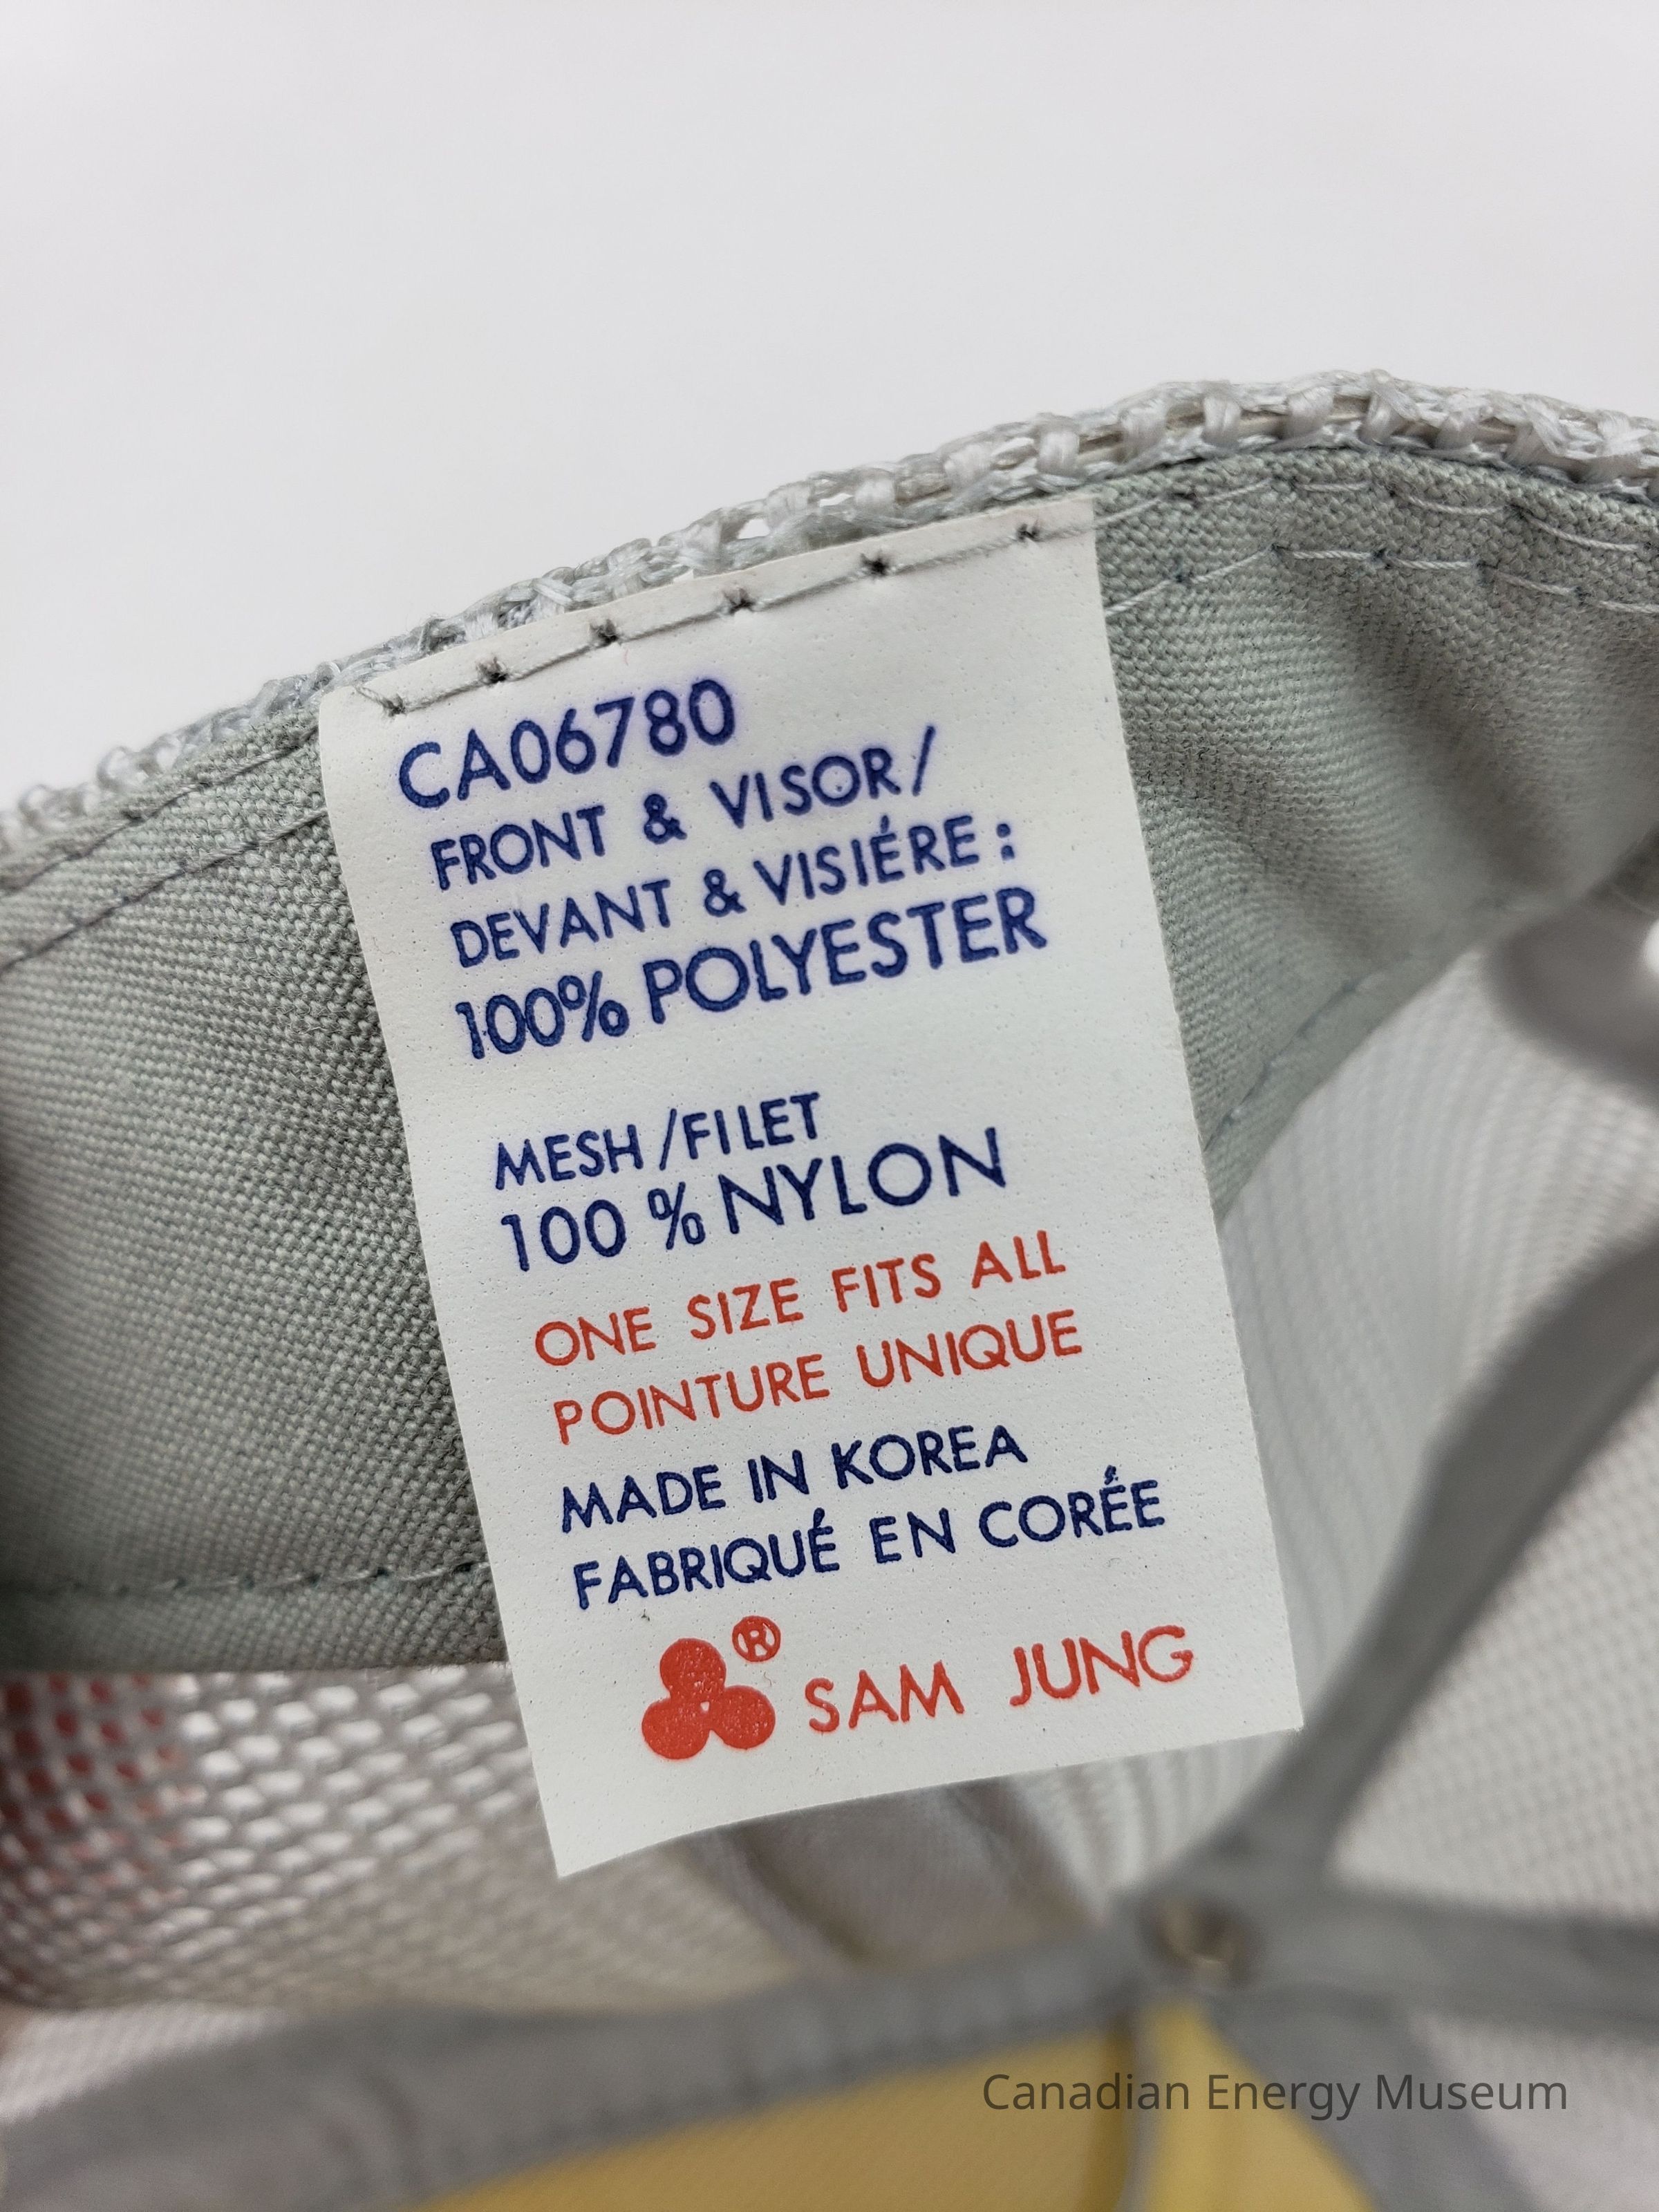 CA06780
FRONT & VISOR/
DEVANT & VISIÉRE:
100% POLYESTER
MESH/FILET
100% NYLON
ONE SIZE FITS ALL
POINTURE UNIQUE
MADE IN KOREA
FABRIQUÉ EN CORÉE
® SAM JUNG
Canadian Energy Museum